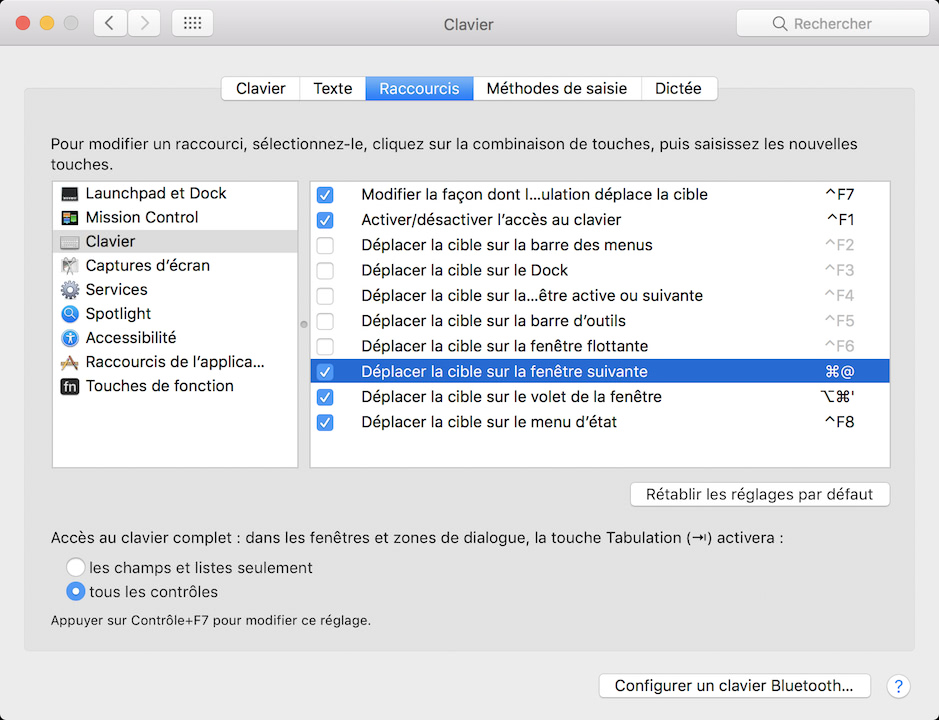 Clavier
Rechercher
Clavier Texte Raccourcis Méthodes de saisie Dictée
Pour modifier un raccourci, sélectionnez-le, cliquez sur la combinaison de touches, puis saisissez les nouvelles
touches.
Launchpad et Dock
Mission Control
Clavier
Captures d’écran
Services
Spotlight
Accessibilité
Raccourcis de l’applica...
fn Touches de fonction
Modifier la façon dont l...ulation déplace la cible ^F7
Activer/désactiver l’accès au clavier ^F1
Déplacer la cible sur la barre des menus ^F2
Déplacer la cible sur le Dock ^F3
Déplacer la cible sur la...être active ou suivante ^F4
Déplacer la cible sur la barre d’outils ^F5
Déplacer la cible sur la fenêtre flottante ^F6
Déplacer la cible sur la fenêtre suivante ⌘@
Déplacer la cible sur le volet de la fenêtre ⌥⌘'
Déplacer la cible sur le menu d’état ^F8
Rétablir les réglages par défaut
Accès au clavier complet : dans les fenêtres et zones de dialogue, la touche Tabulation (⇥) activera :
les champs et listes seulement
tous les contrôles
Appuyer sur Contrôle+F7 pour modifier ce réglage.
Configurer un clavier Bluetooth... ?